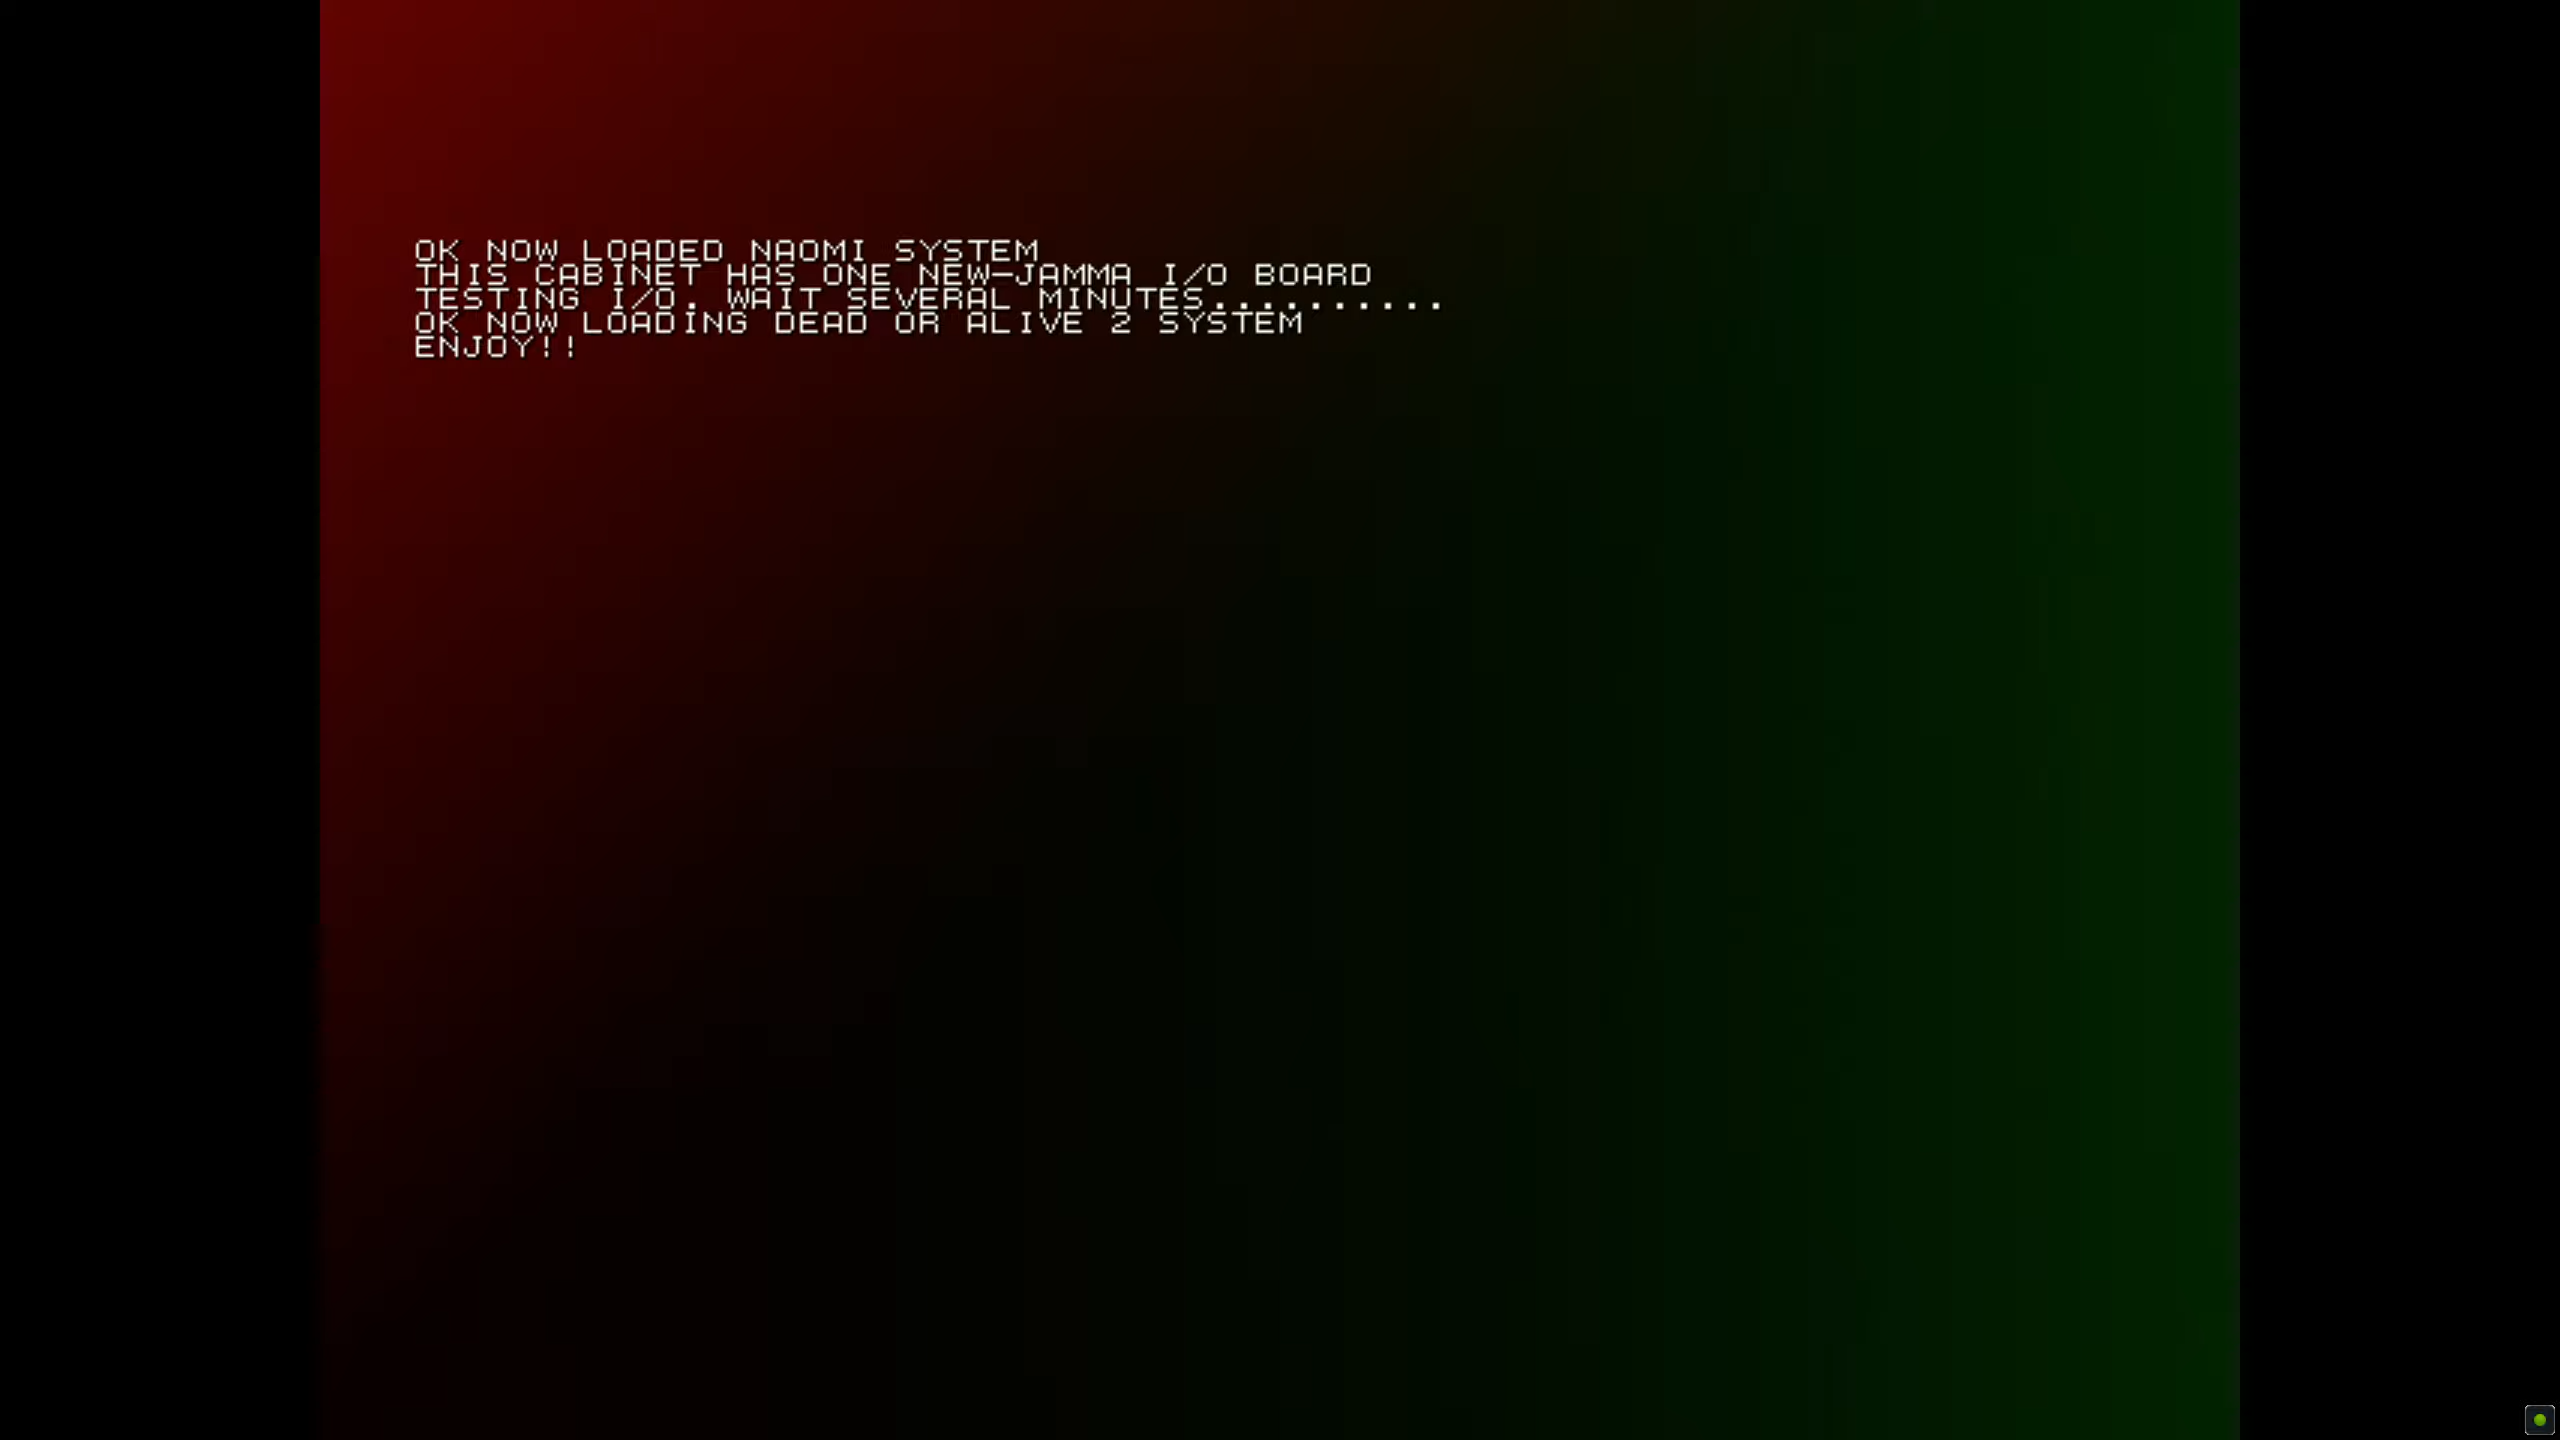 OK NOW LOADED NAOMI SYSTEM
THIS CABINET HAS ONE NEW-JAMMA I/O BOARD
TESTING I/O. WAIT SEVERAL MINUTES..........
OK NOW LOADING DEAD OR ALIVE 2 SYSTEM
ENJOY!!